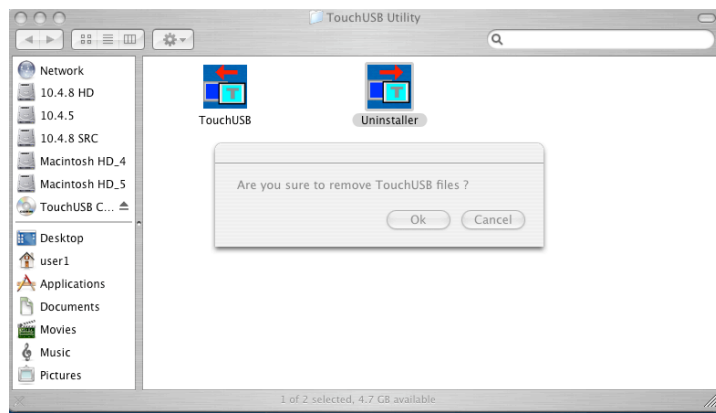 TouchUSB Utility
Network
10.4.8 HD
10.4.5
10.4.8 SRC
Macintosh HD_4
Macintosh HD_5
TouchUSB C...
Desktop
user1
Applications
Documents
Movies
Music
Pictures
TouchUSB
Uninstaller
Are you sure to remove TouchUSB files ?
Ok
Cancel
1 of 2 selected, 4.7 GB available